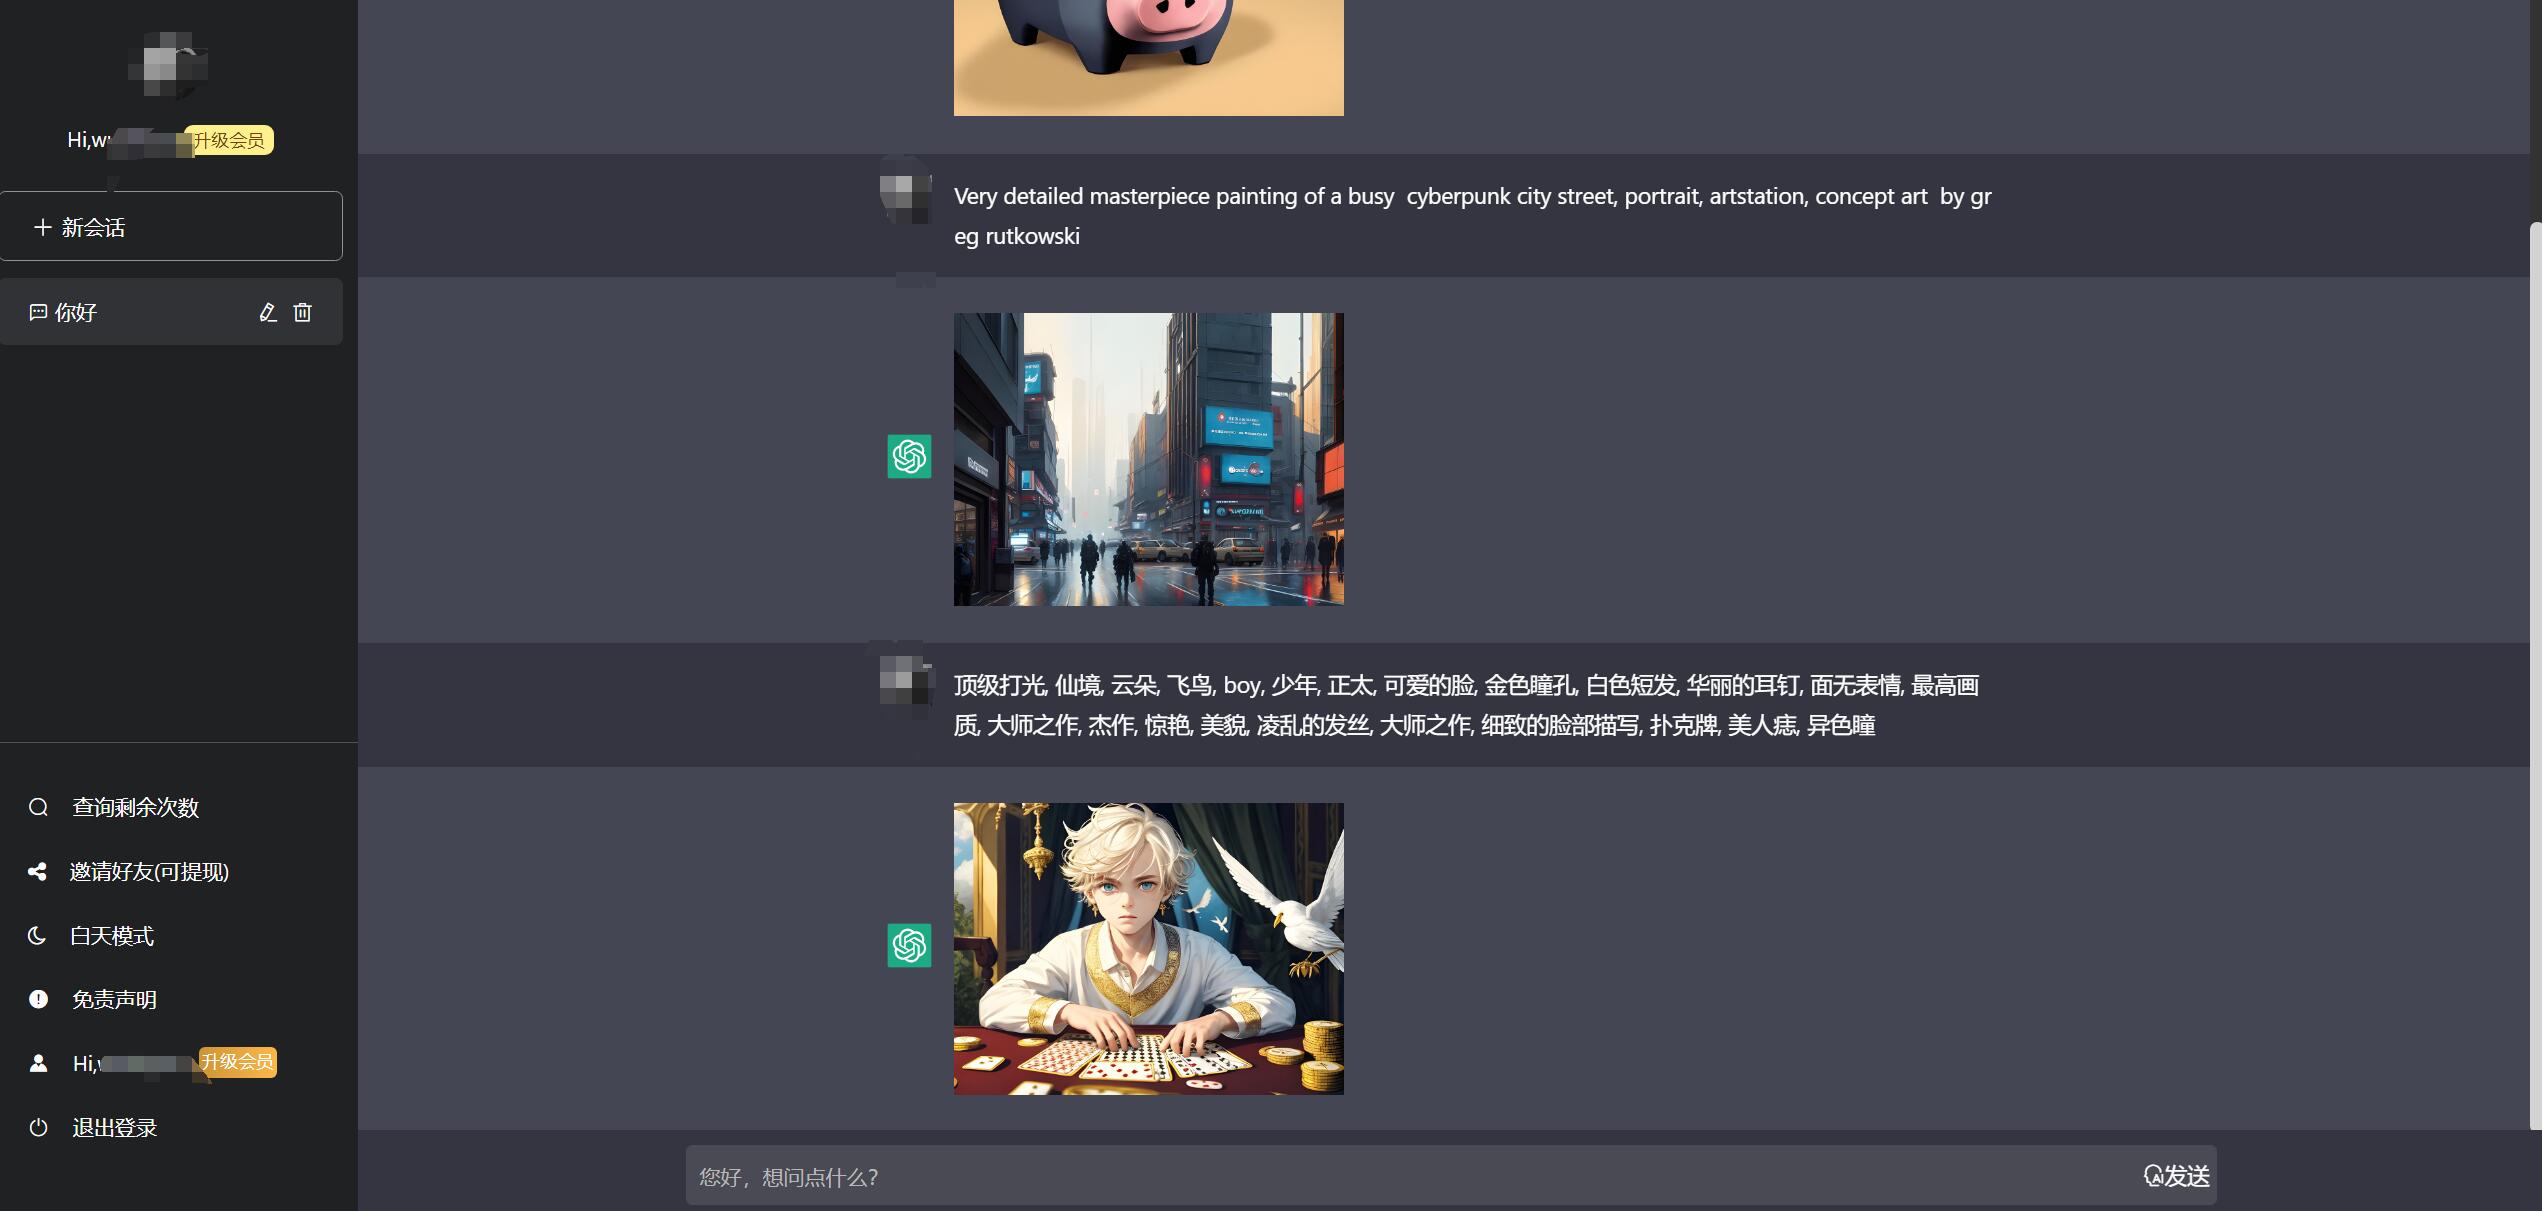 升级会员
新会话
你好
查询剩余次数
邀请好友(可提现)
白天模式
免责声明
Hi, 升级会员
退出登录
Very detailed masterpiece painting of a busy  cyberpunk city street, portrait, artstation, concept art  by gr
eg rutkowski
顶级打光, 仙境, 云朵, 飞鸟, boy, 少年, 正太, 可爱的脸, 金色瞳孔, 白色短发, 华丽的耳钉, 面无表情, 最高画
质, 大师之作, 杰作, 惊艳, 美貌, 凌乱的发丝, 大师之作, 细致的脸部描写, 扑克牌, 美人痣, 异色瞳
您好，想问点什么?
发送